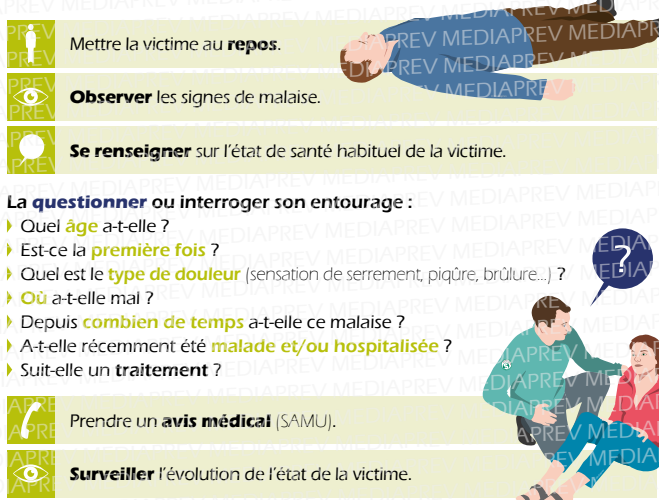 Mettre la victime au repos.
Observer les signes de malaise.
Se renseigner sur l'état de santé habituel de la victime.
La questionner ou interroger son entourage :
Quel âge a-t-elle ?
Est-ce la première fois ?
Quel est le type de douleur (sensation de serrement, piqûre, brûlure...) ?
Où a-t-elle mal ?
Depuis combien de temps a-t-elle ce malaise ?
A-t-elle récemment été malade et/ou hospitalisée ?
Suit-elle un traitement ?
?
Prendre un avis médical (SAMU).
Surveiller l'évolution de l'état de la victime.
MEDIAPREV